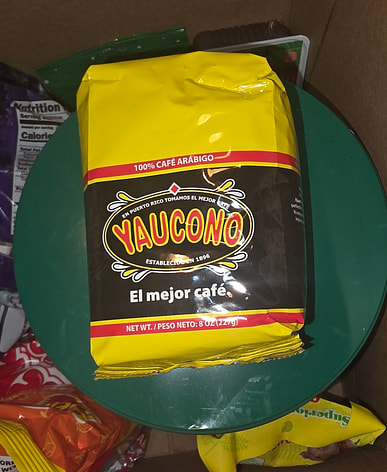 Nutrition
Calorie
100% CAFÉ ARÁBIGO
EN PUERTO RICO TOMAMOS EL MEJOR CAFÉ
YAUCONO
ESTABLECIDO EN 1896
El mejor café.
NET WT. / PESO NETO: 8 OZ (227g)
Superior